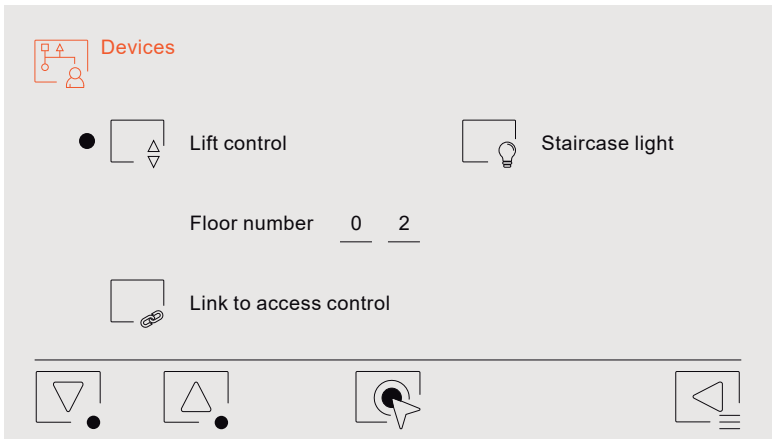 Devices
Lift control
Staircase light
Floor number 0 2
Link to access control